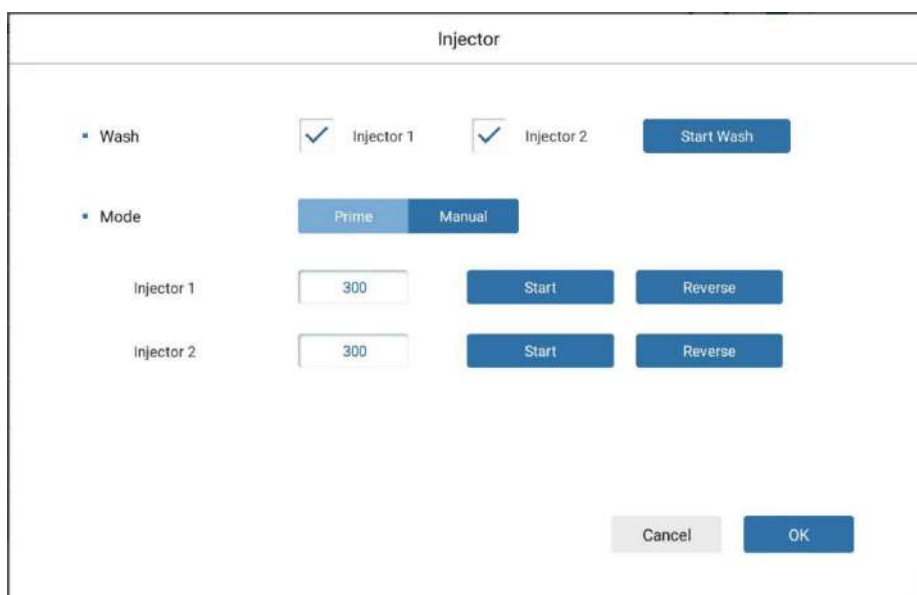 Injector
Wash Injector 1 Injector 2 Start Wash
Mode Prime Manual
Injector 1 300 Start Reverse
Injector 2 300 Start Reverse
Cancel OK